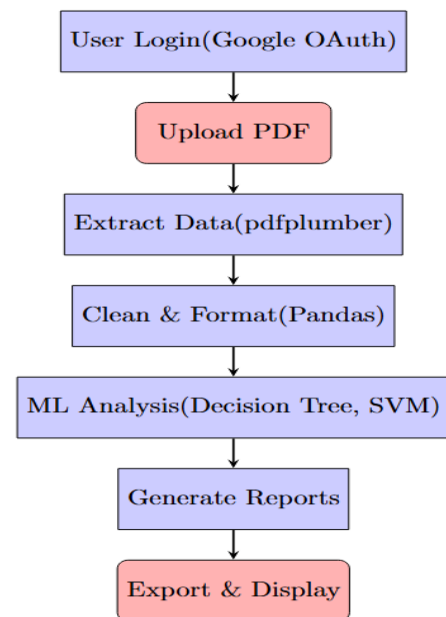 User Login(Google OAuth)
Upload PDF
Extract Data(pdfplumber)
Clean & Format(Pandas)
ML Analysis(Decision Tree, SVM)
Generate Reports
Export & Display